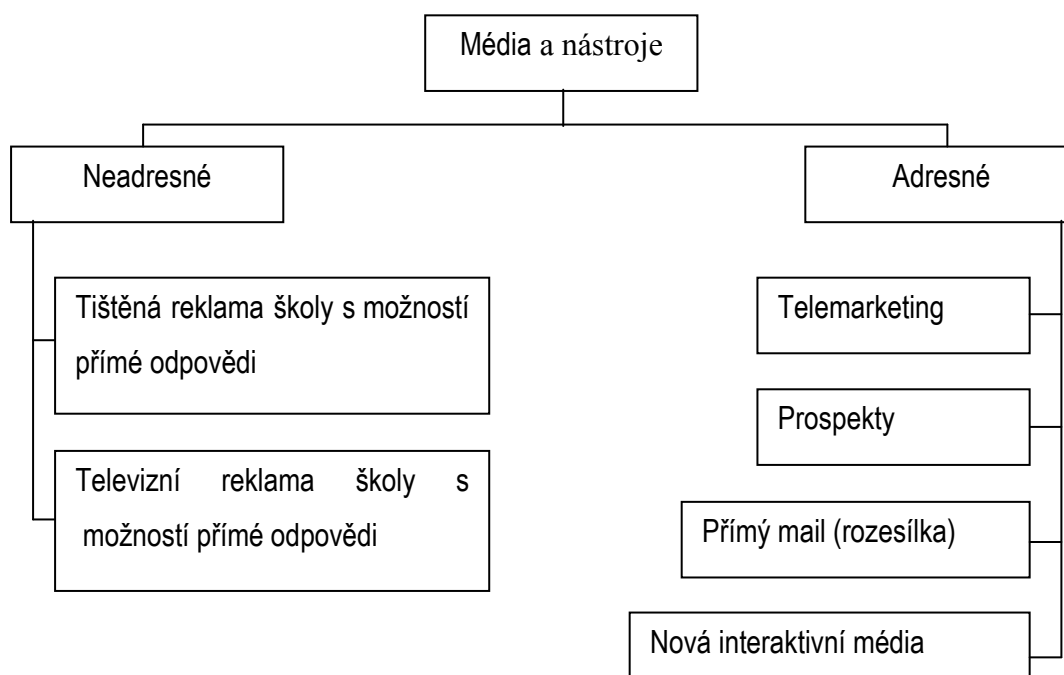 Média a nástroje
Neadresné
Adresné
Tištěná reklama školy s možností
přímé odpovědi
Televizní reklama školy s
možností přímé odpovědi
Telemarketing
Prospekty
Přímý mail (rozesílka)
Nová interaktivní média